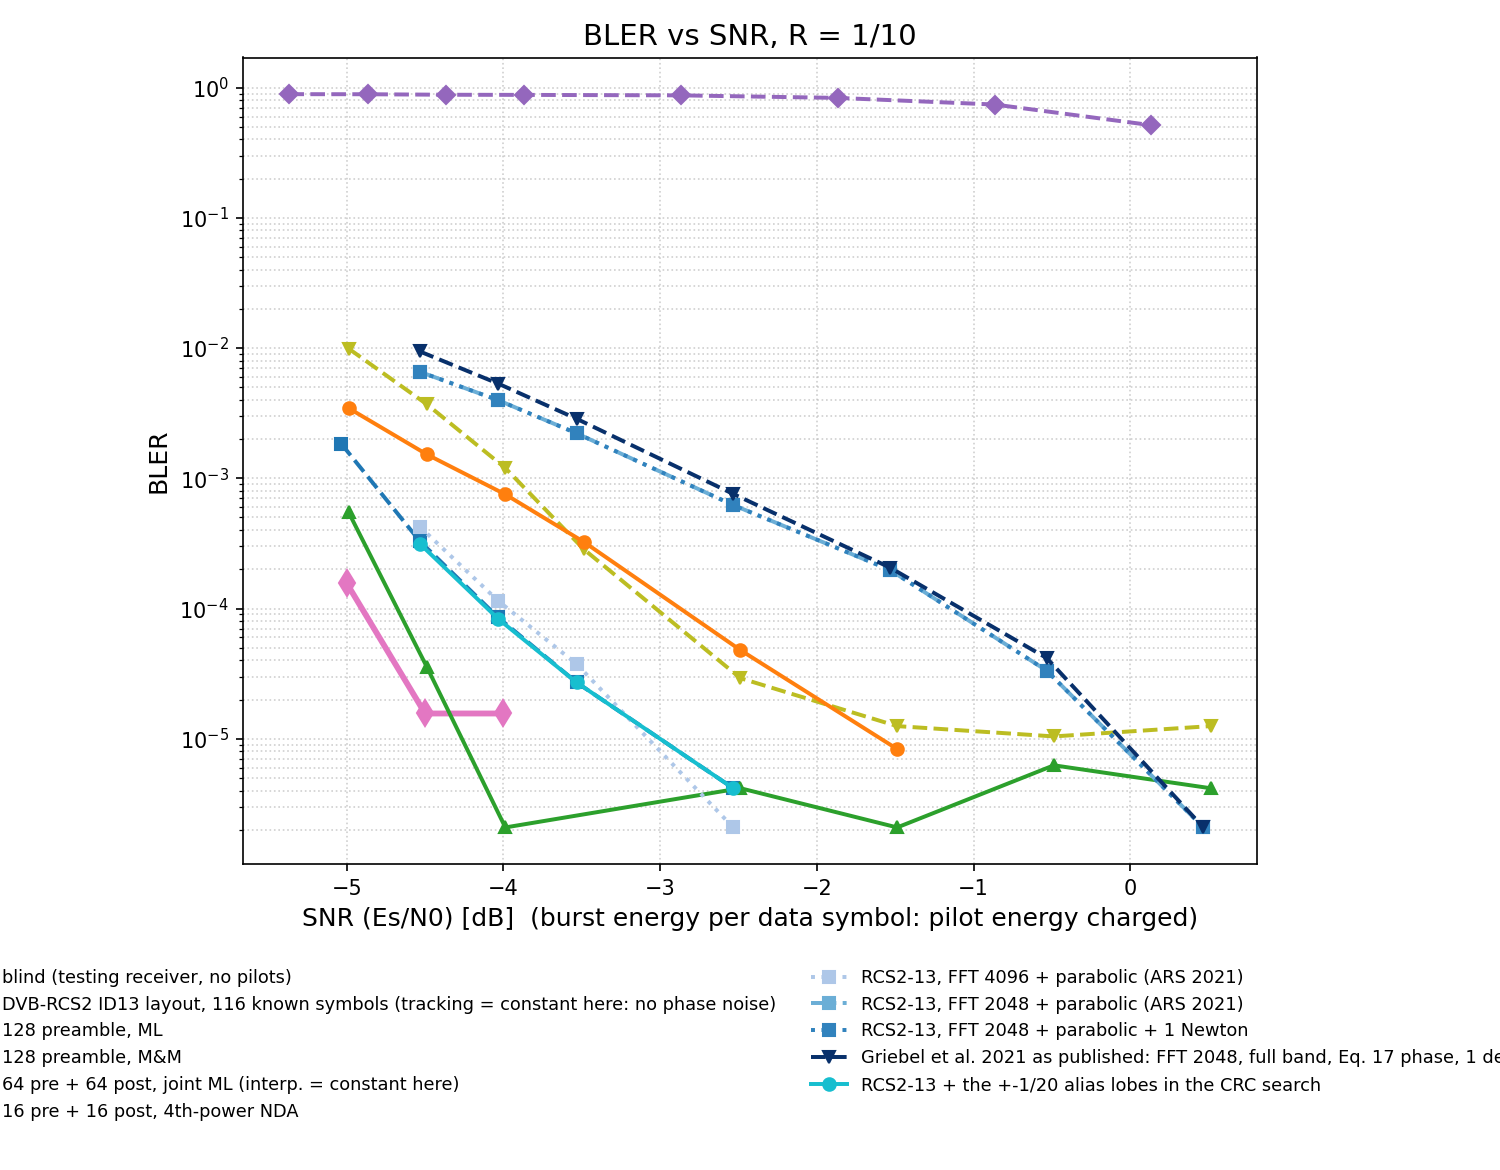 BLER vs SNR, R = 1/10
10⁰
10⁻¹
10⁻²
10⁻³
10⁻⁴
10⁻⁵
BLER
−5 −4 −3 −2 −1 0
SNR (Es/N0) [dB] (burst energy per data symbol: pilot energy charged)
blind (testing receiver, no pilots)
DVB-RCS2 ID13 layout, 116 known symbols (tracking = constant here: no phase noise)
128 preamble, ML
128 preamble, M&M
64 pre + 64 post, joint ML (interp. = constant here)
16 pre + 16 post, 4th-power NDA
RCS2-13, FFT 4096 + parabolic (ARS 2021)
RCS2-13, FFT 2048 + parabolic (ARS 2021)
RCS2-13, FFT 2048 + parabolic + 1 Newton
Griebel et al. 2021 as published: FFT 2048, full band, Eq. 17 phase, 1 de
RCS2-13 + the +-1/20 alias lobes in the CRC search